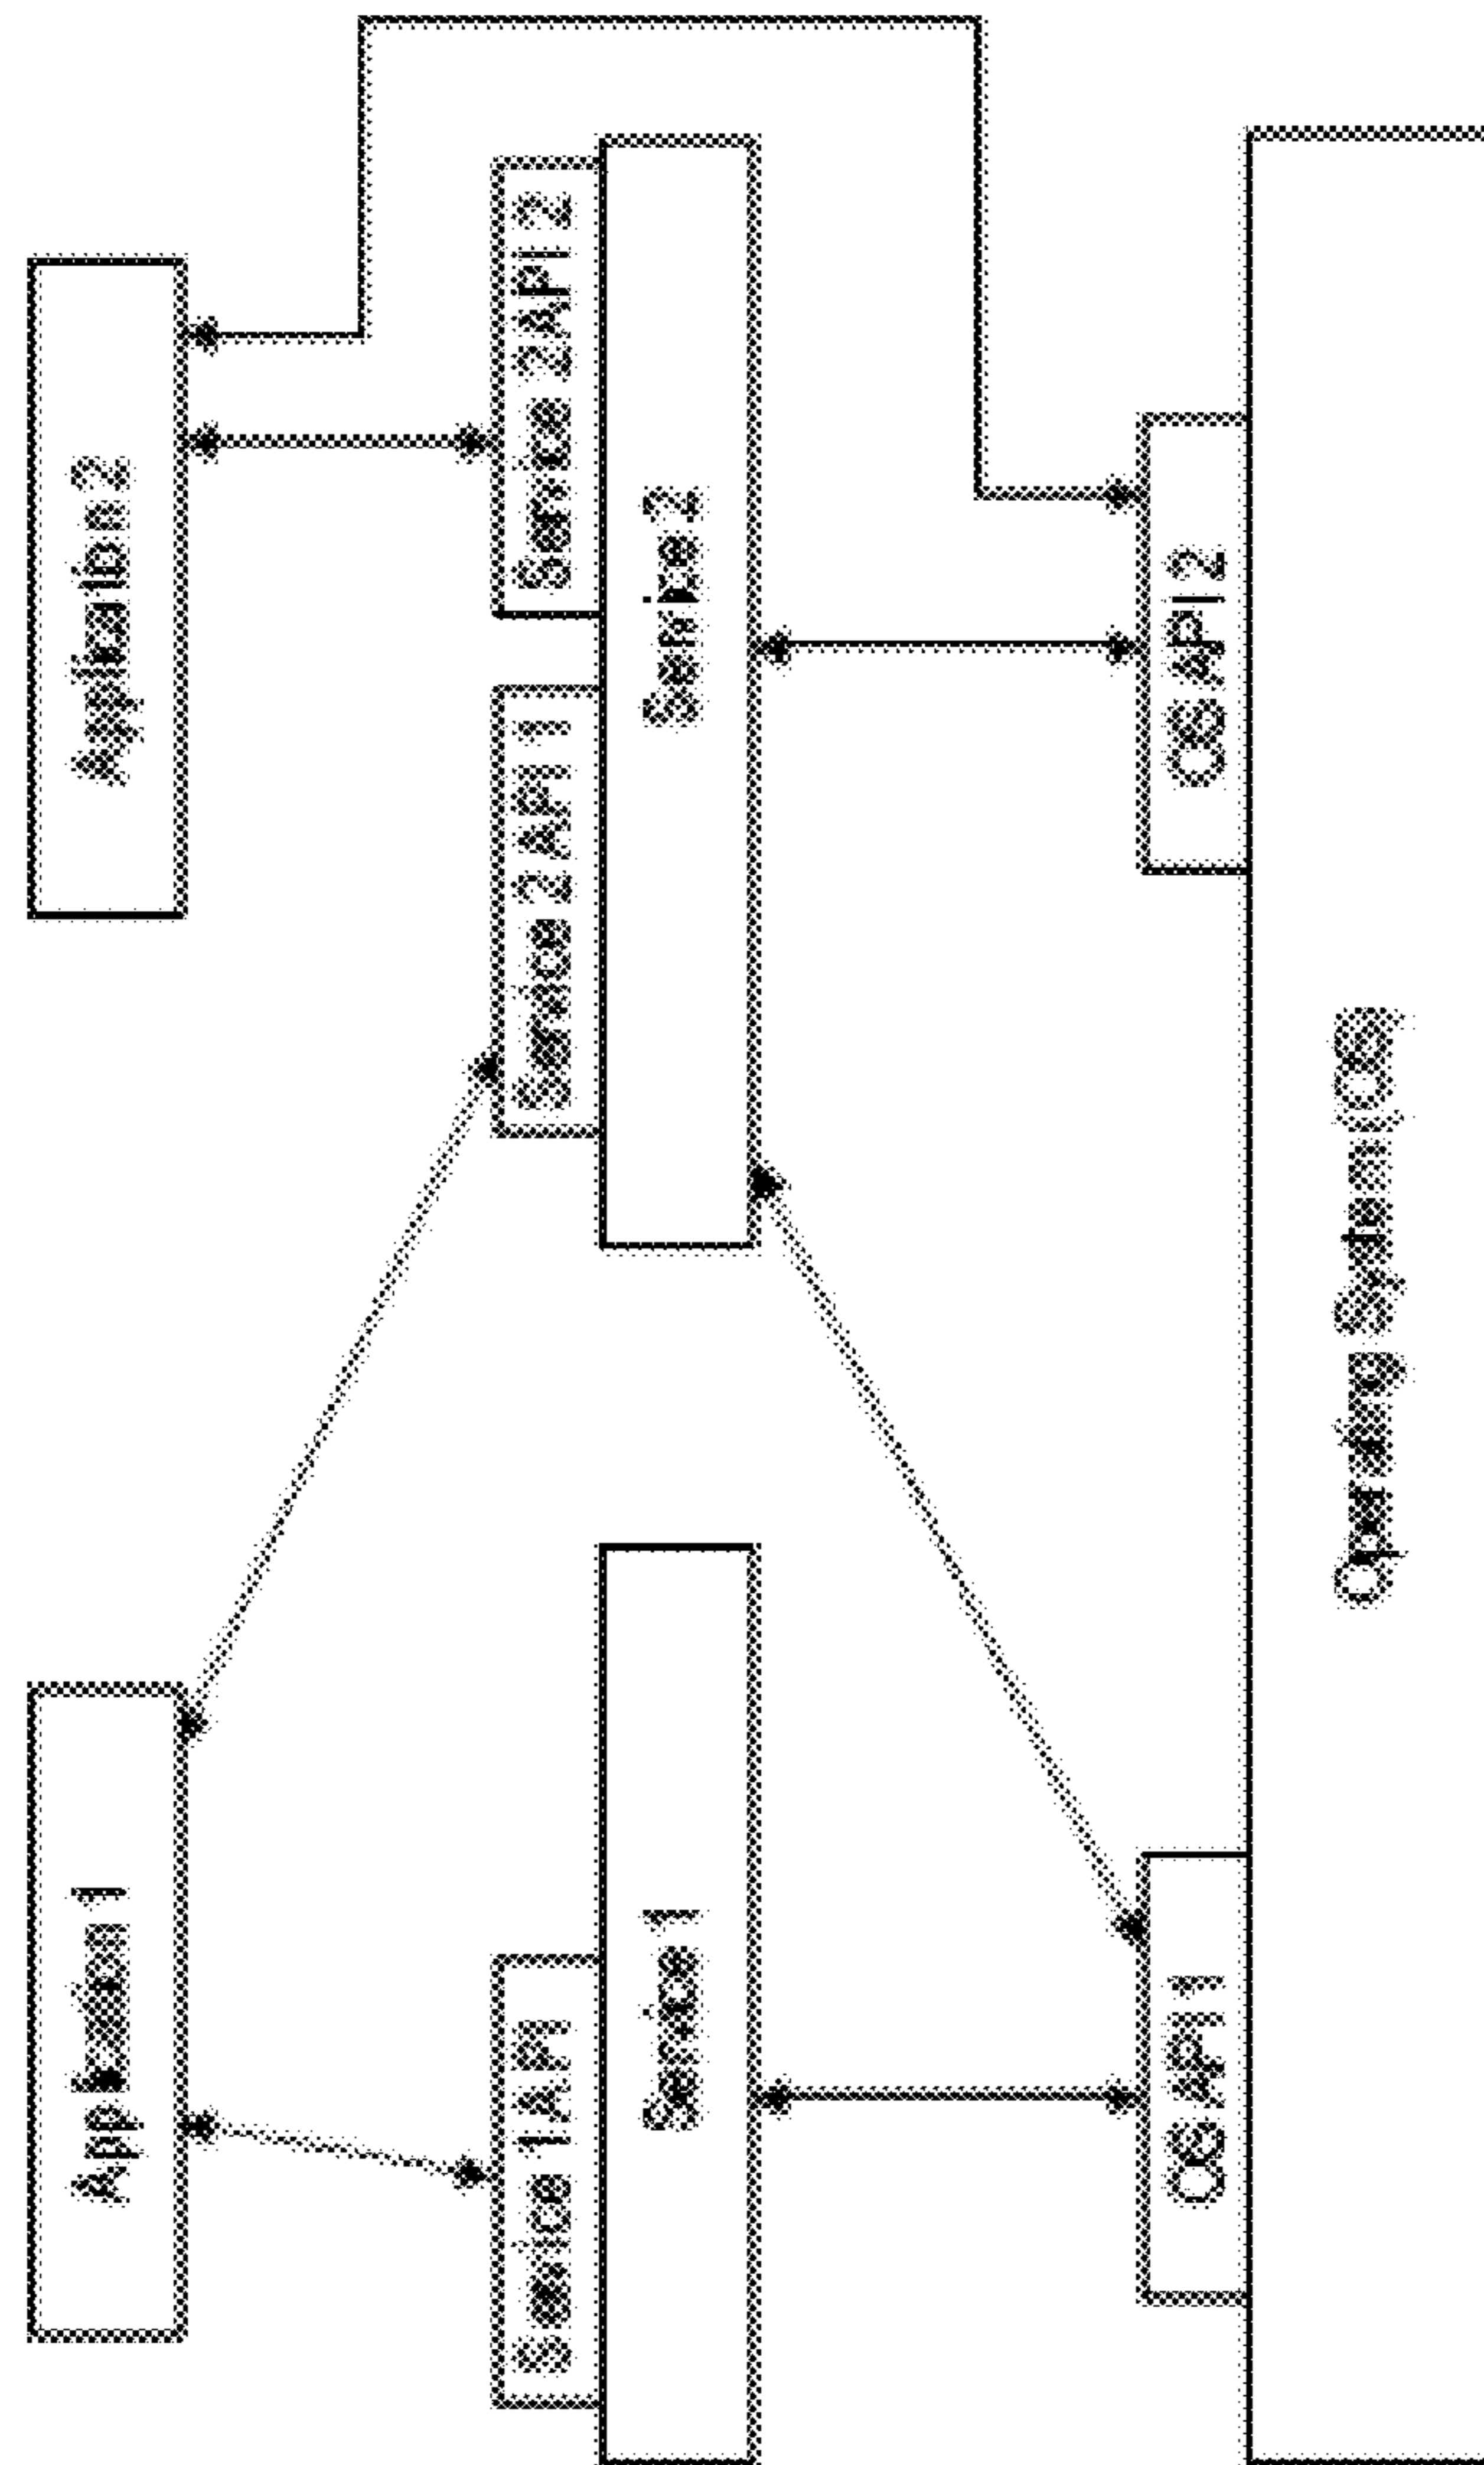 Application 1
Application 2
Service 1 API
Service 2 API 1
Service 2 API 2
Service 1
Service 2
OS API 1
OS API 2
Operating System (OS)